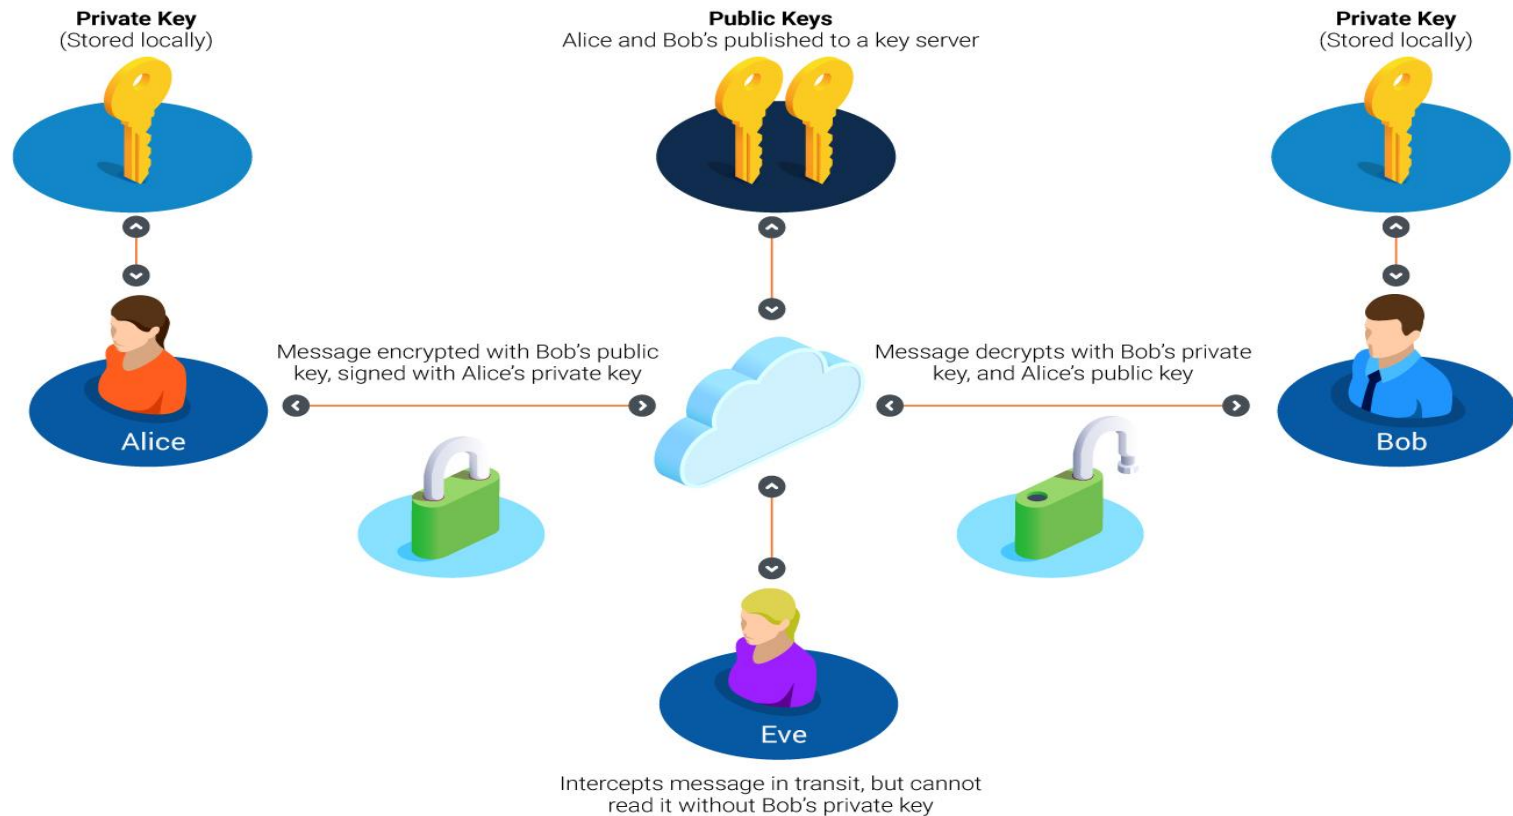 Private Key
(Stored locally)
Public Keys
Alice and Bob's published to a key server
Private Key
(Stored locally)
Message encrypted with Bob's public
key, signed with Alice's private key
Message decrypts with Bob's private
key, and Alice's public key
Alice
Bob
Eve
Intercepts message in transit, but cannot
read it without Bob's private key